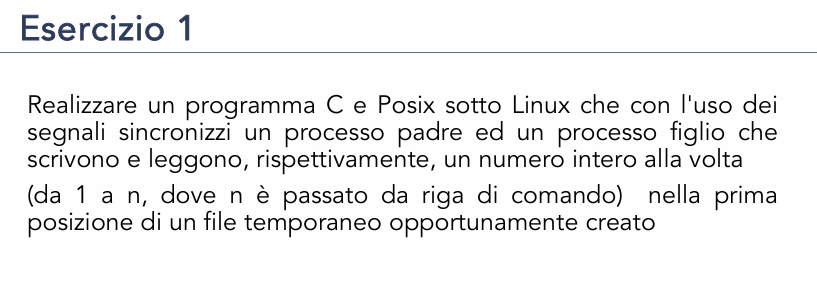 Esercizio 1
Realizzare un programma C e Posix sotto Linux che con l'uso dei
segnali sincronizzi un processo padre ed un processo figlio che
scrivono e leggono, rispettivamente, un numero intero alla volta
(da 1 a n, dove n è passato da riga di comando) nella prima
posizione di un file temporaneo opportunamente creato